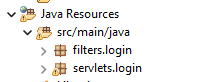 Java Resources
src/main/java
filters.login
servlets.login